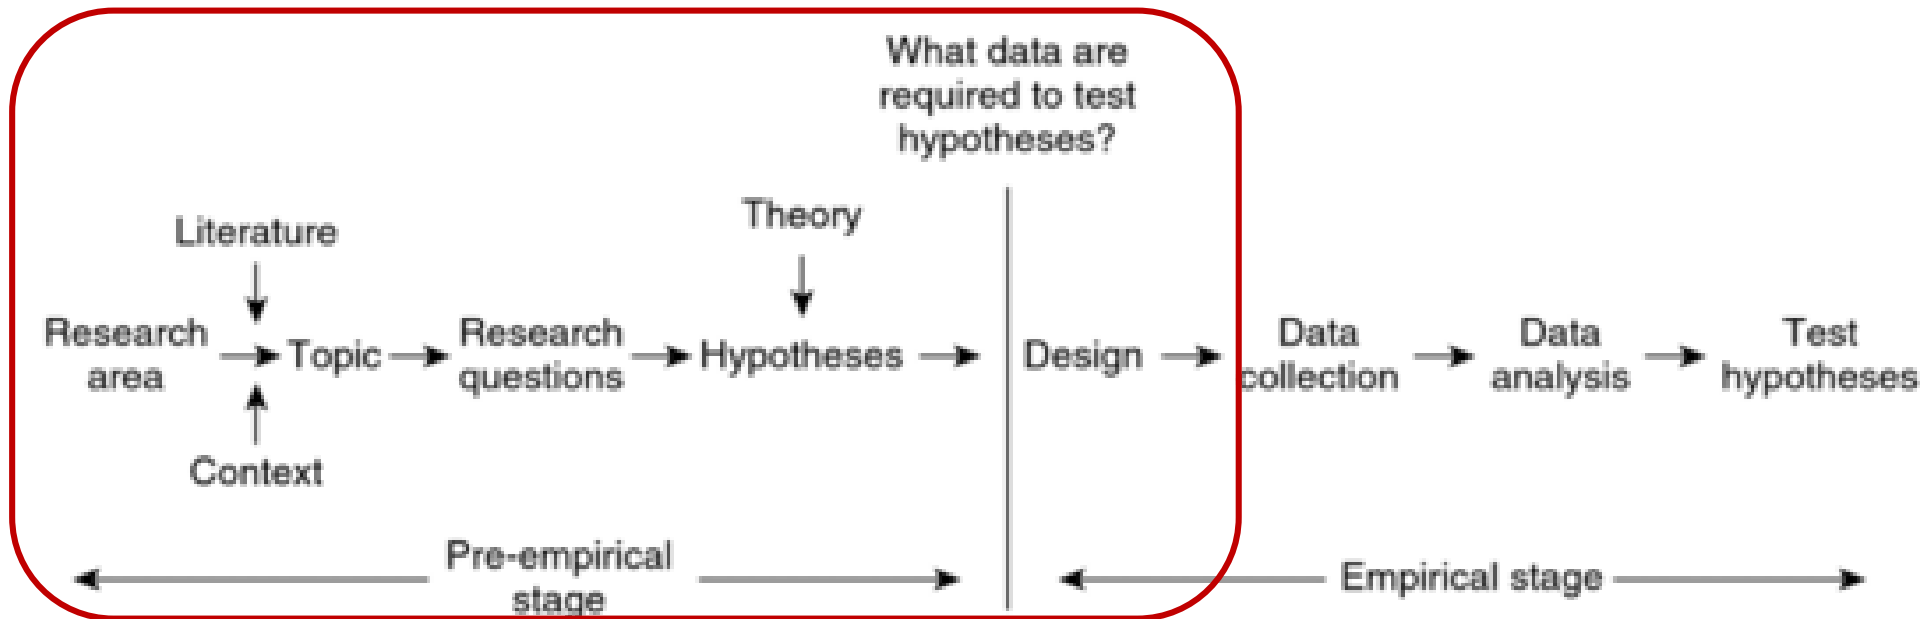 What data are
required to test
hypotheses?
Literature
Theory
Research
area
Topic
Research
questions
Hypotheses
Design
Data
collection
Data
analysis
Test
hypotheses
Context
Pre-empirical
stage
Empirical stage